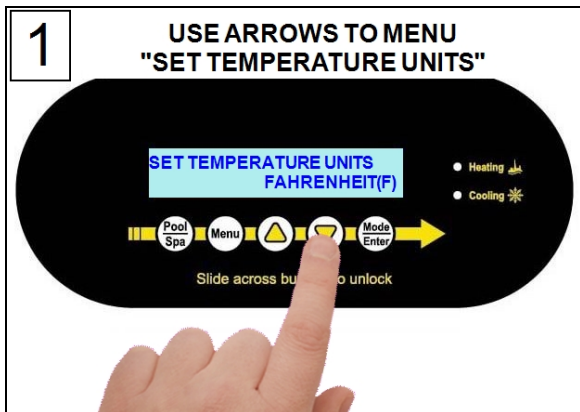 1
USE ARROWS TO MENU
"SET TEMPERATURE UNITS"
SET TEMPERATURE UNITS
FAHRENHEIT(F)
Heating
Cooling
Pool
Spa
Menu
Mode
Enter
Slide across bu o unlock